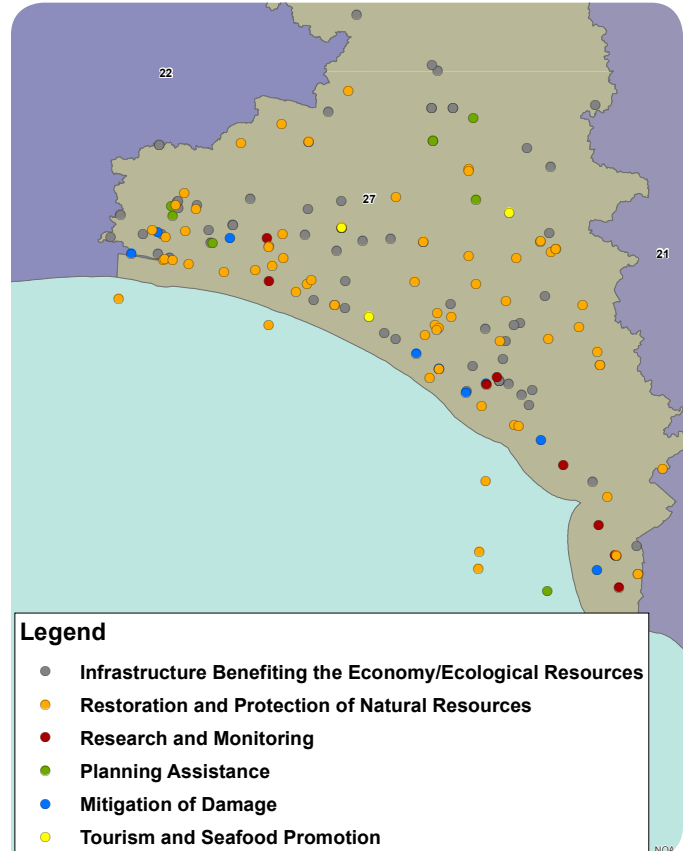 22
27
21
Legend
Infrastructure Benefiting the Economy/Ecological Resources
Restoration and Protection of Natural Resources
Research and Monitoring
Planning Assistance
Mitigation of Damage
Tourism and Seafood Promotion